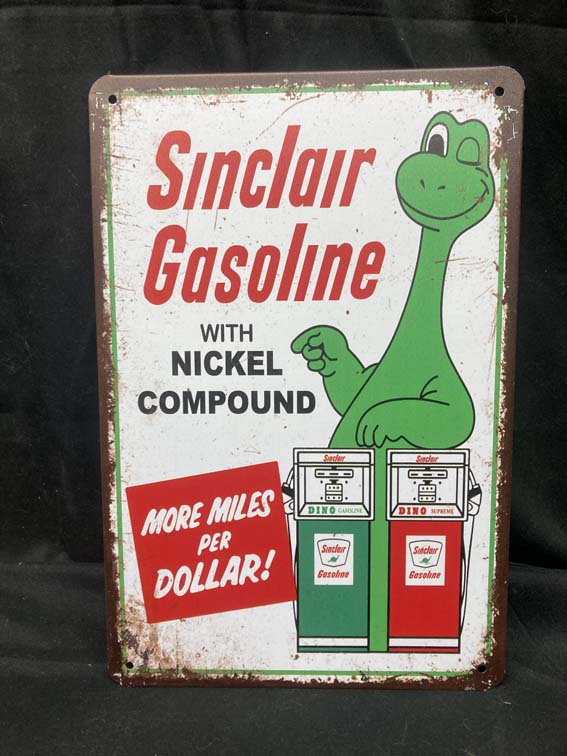 Sinclair
Gasoline
WITH
NICKEL
COMPOUND
MORE MILES
PER
DOLLAR!
Sinclair
DINO GASOLINE
Sinclair
Gasoline
Sinclair
DINO SUPREME
Sinclair
Gasoline